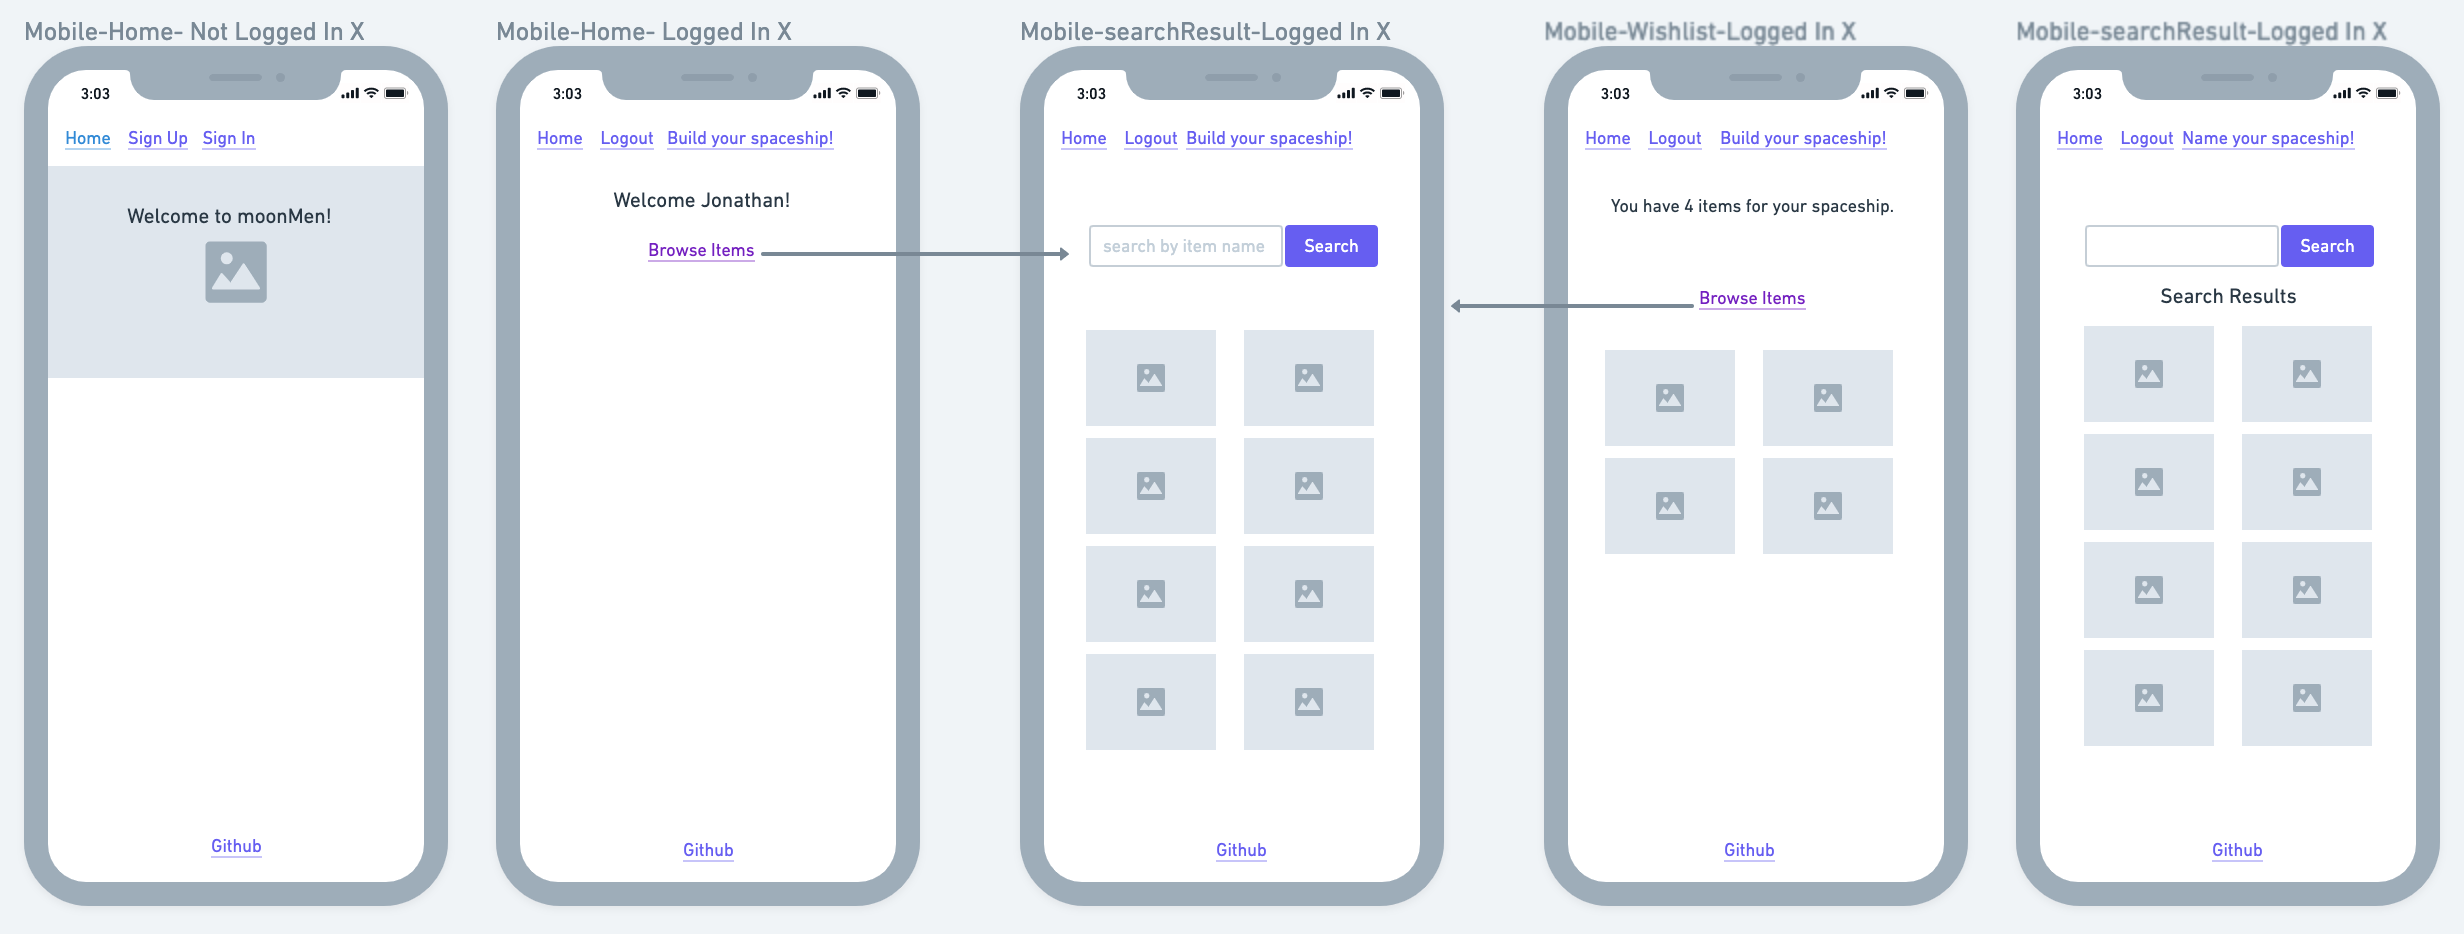 Mobile-Home- Not Logged In X
3:03
Home Sign Up Sign In
Welcome to moonMen!
Github
Mobile-Home- Logged In X
3:03
Home Logout Build your spaceship!
Welcome Jonathan!
Browse Items
Github
Mobile-searchResult-Logged In X
3:03
Home Logout Build your spaceship!
search by item name Search
Github
Mobile-Wishlist-Logged In X
3:03
Home Logout Build your spaceship!
You have 4 items for your spaceship.
Browse Items
Github
Mobile-searchResult-Logged In X
3:03
Home Logout Name your spaceship!
Search
Search Results
Github